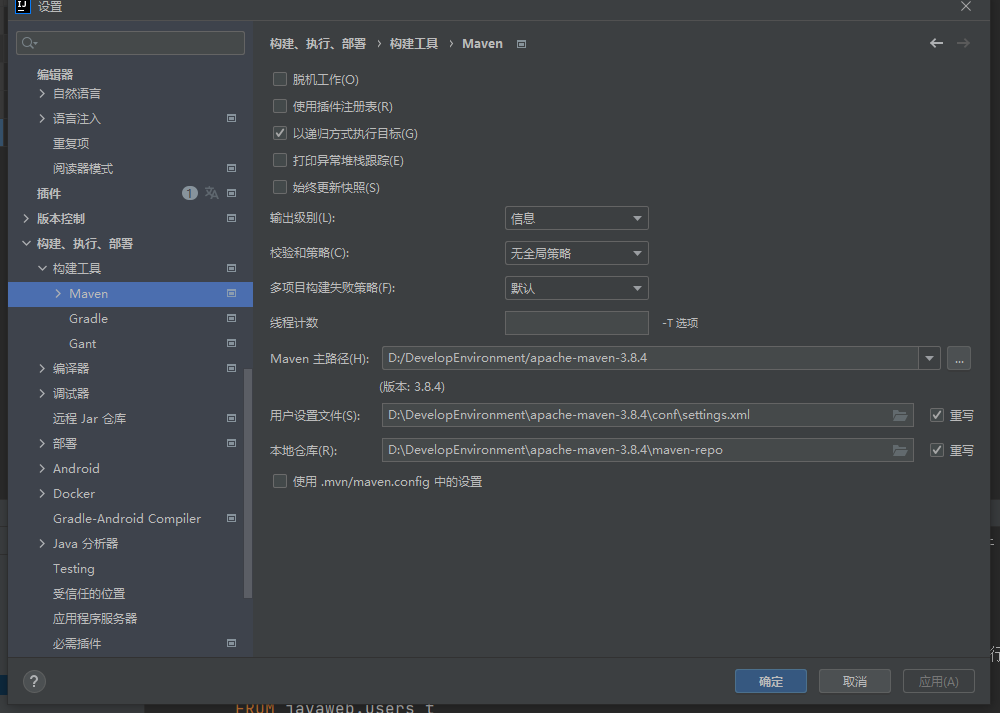 IJ 设置
编辑器
自然语言
语言注入
重复项
阅读器模式
插件 1
版本控制
构建、执行、部署
构建工具
Maven
Gradle
Gant
编译器
调试器
远程 Jar 仓库
部署
Android
Docker
Gradle-Android Compiler
Java 分析器
Testing
受信任的位置
应用程序服务器
必需插件
构建、执行、部署 › 构建工具 › Maven
脱机工作(O)
使用插件注册表(R)
以递归方式执行目标(G)
打印异常堆栈跟踪(E)
始终更新快照(S)
输出级别(L): 信息
校验和策略(C): 无全局策略
多项目构建失败策略(F): 默认
线程计数 -T 选项
Maven 主路径(H): D:/DevelopEnvironment/apache-maven-3.8.4 ...
(版本: 3.8.4)
用户设置文件(S): D:\DevelopEnvironment\apache-maven-3.8.4\conf\settings.xml 重写
本地仓库(R): D:\DevelopEnvironment\apache-maven-3.8.4\maven-repo 重写
使用 .mvn/maven.config 中的设置
行
? 确定 取消 应用(A)
FROM javaweb.users t